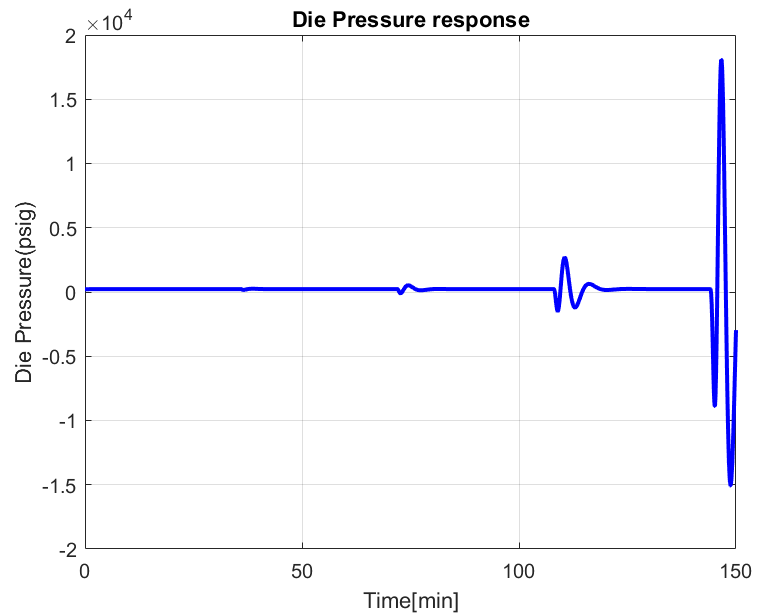 Die Pressure response
×10⁴
2
1.5
1
0.5
0
-0.5
-1
-1.5
-2
Die Pressure(psig)
0 50 100 150
Time[min]